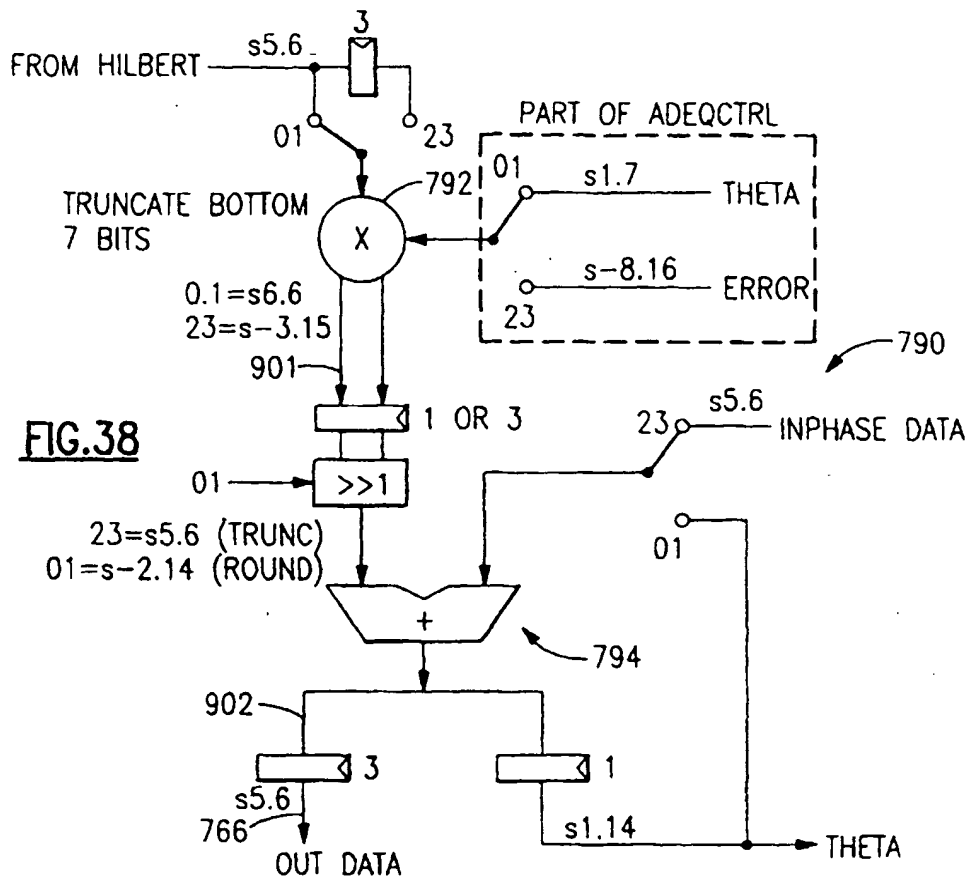 3
s5.6
FROM HILBERT
01
23
PART OF ADEQCTRL
792
01
s1.7
THETA
TRUNCATE BOTTOM
7 BITS
X
s-8.16
ERROR
23
0.1=s6.6
23=s-3.15
901
790
s5.6
23
INPHASE DATA
1 OR 3
FIG.38
01
>>1
01
23=s5.6 (TRUNC)
01=s-2.14 (ROUND)
+
794
902
3
1
s5.6
766
s1.14
OUT DATA
THETA